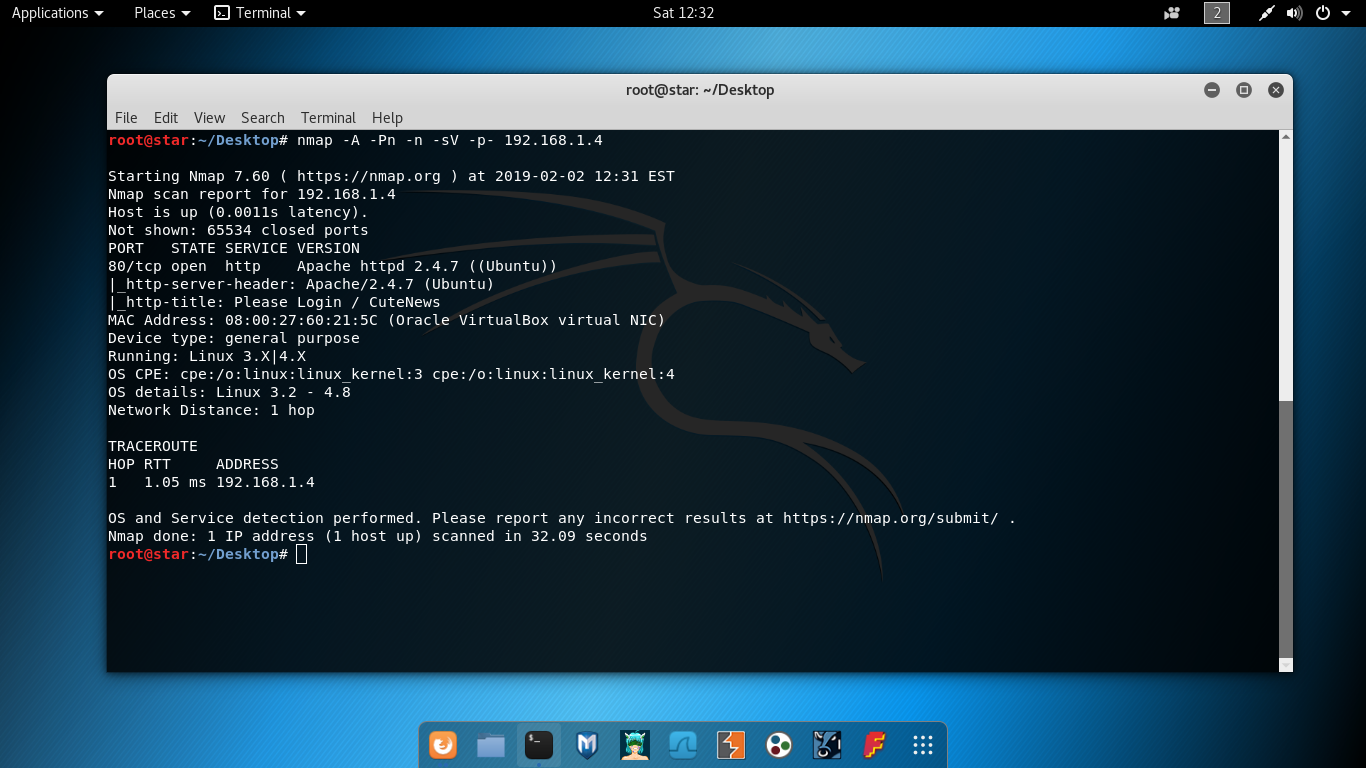 Applications Places Terminal Sat 12:32 2
root@star: ~/Desktop
File Edit View Search Terminal Help
root@star:~/Desktop# nmap -A -Pn -n -sV -p- 192.168.1.4
Starting Nmap 7.60 ( https://nmap.org ) at 2019-02-02 12:31 EST
Nmap scan report for 192.168.1.4
Host is up (0.0011s latency).
Not shown: 65534 closed ports
PORT   STATE SERVICE VERSION
80/tcp open  http    Apache httpd 2.4.7 ((Ubuntu))
|_http-server-header: Apache/2.4.7 (Ubuntu)
|_http-title: Please Login / CuteNews
MAC Address: 08:00:27:60:21:5C (Oracle VirtualBox virtual NIC)
Device type: general purpose
Running: Linux 3.X|4.X
OS CPE: cpe:/o:linux:linux_kernel:3 cpe:/o:linux:linux_kernel:4
OS details: Linux 3.2 - 4.8
Network Distance: 1 hop
TRACEROUTE
HOP RTT     ADDRESS
1   1.05 ms 192.168.1.4
OS and Service detection performed. Please report any incorrect results at https://nmap.org/submit/ .
Nmap done: 1 IP address (1 host up) scanned in 32.09 seconds
root@star:~/Desktop#
$_